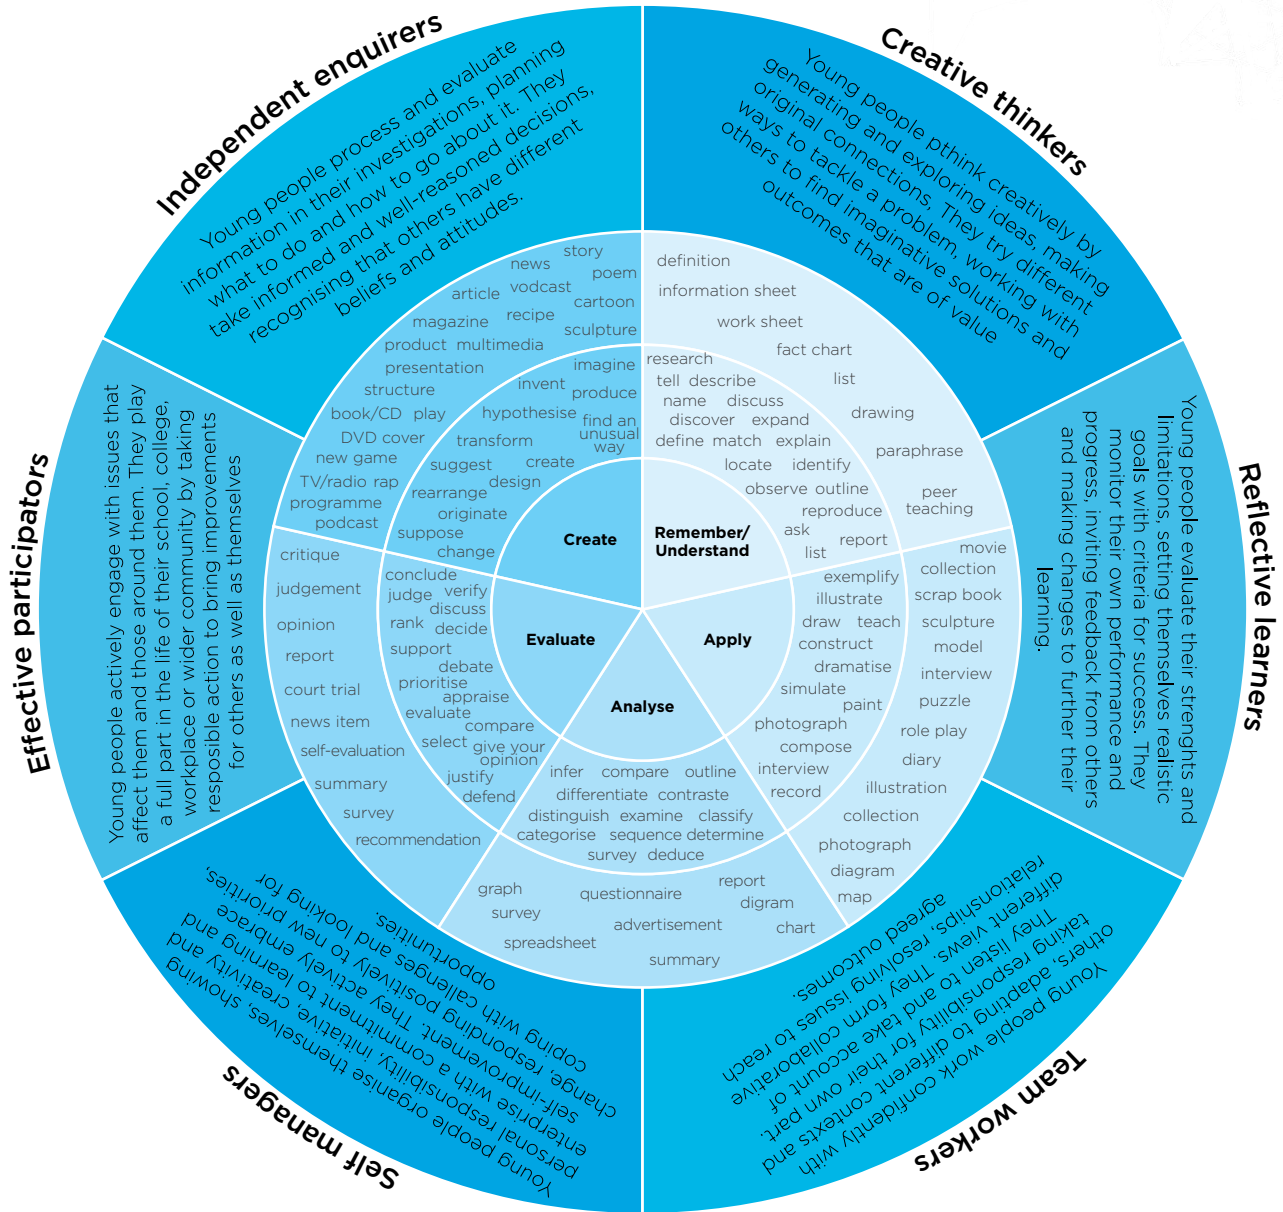 Independent enquirers
Young people process and evaluate
information in their investigations, planning
what to do and how to go about it. They
take informed and well-reasoned decisions,
recognising that others have different
beliefs and attitudes.
Creative thinkers
Young people pthink creatively by
generating and exploring ideas, making
original connections. They try different
ways to tackle a problem, working with
others to find imaginative solutions and
outcomes that are of value
Reflective learners
Young people evaluate their strenghts and
limitations, setting themselves realistic
goals with criteria for success. They
monitor their own performance and
progress, inviting feedback from others
and making changes to further their
learning.
Team workers
Young people work confidently with
others, adapting to different contexts and
taking responsibility for their own part.
They listen to and take account of
different views. They form collaborative
relationships, resolving issues to reach
agreed outcomes.
Self managers
Young people organise themselves, showing
personal responsibility, initiative, creativity and
enterprise with a commitment to learning and
self-improvement. They actively embrace
change, responding positively to new priorities,
coping with callenges and looking for
opportunities.
Effective participators
Young people actively engage with issues that
affect them and those around them. They play
a full part in the life of their school, college,
workplace or wider community by taking
resposible action to bring improvements
for others as well as themselves
story
news
poem
vodcast
article
cartoon
recipe
magazine
sculpture
product multimedia
presentation
structure
book/CD play
DVD cover
new game
TV/radio rap
programme
podcast
imagine
invent
produce
hypothesise
find an
unusual
way
transform
suggest
create
design
rearrange
originate
suppose
change
Create
definition
information sheet
work sheet
fact chart
list
drawing
paraphrase
peer
teaching
research
tell describe
name discuss
discover expand
define match explain
locate identify
observe outline
reproduce
ask
report
list
Remember/
Understand
movie
collection
scrap book
sculpture
model
interview
puzzle
role play
diary
illustration
collection
photograph
diagram
map
exemplify
illustrate
draw teach
construct
dramatise
simulate
paint
photograph
compose
interview
record
Apply
Analyse
infer compare outline
differentiate contraste
distinguish examine classify
categorise sequence determine
survey deduce
graph
questionnaire
report
survey
digram
advertisement
chart
spreadsheet
summary
Evaluate
conclude
judge verify
discuss
rank
decide
support
debate
prioritise
appraise
evaluate
compare
select
give your
opinion
justify
defend
critique
judgement
opinion
report
court trial
news item
self-evaluation
summary
survey
recommendation